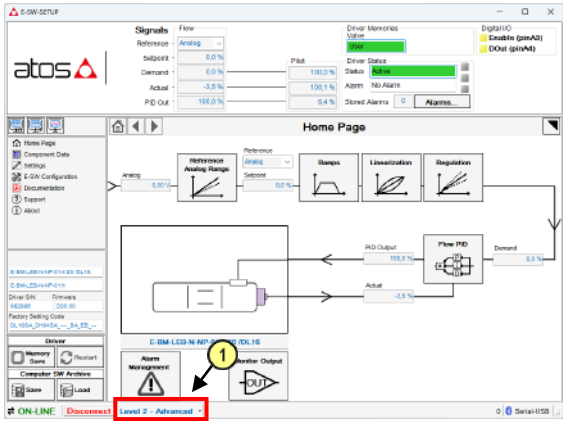 E-SW-SETUP
Signals Flow
Reference Analog
Setpoint 0,0 %
Demand 0,0 %
Actual -3,5 %
PID Out 100,0 %
Pilot
100,0 %
100,1 %
5,4 %
Driver Memories
Valve
User
Driver Status
Status Active
Alarm No Alarm
Stored Alarms 0 Alarms...
Digital I/O
Enable (pinA3)
DOut (pinA4)
atos
Home Page
Home Page
Component Data
Settings
E-SW Configuration
Documentation
Support
About
Driver S/N Firmware
Factory Setting Code
Driver
Memory Save Restart
Computer SW Archive
Save Load
Analog
0,00 V
Reference
Analog Range
Reference
Analog
Setpoint
0,0 %
Ramps
Linearization
Regulation
PID Output
100,0 %
Flow PID
Demand
0,0 %
Actual
-3,5 %
Alarm
Management
Monitor Output
OUT
1
ON-LINE Disconnect Level 2 - Advanced 0 Serial-USB